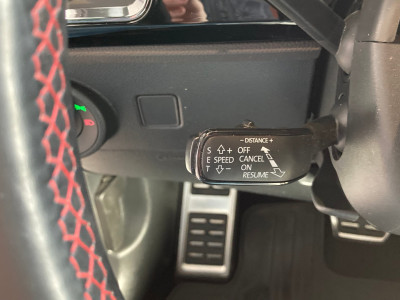 − DISTANCE +
S + OFF
E SPEED CANCEL
T − ON
RESUME